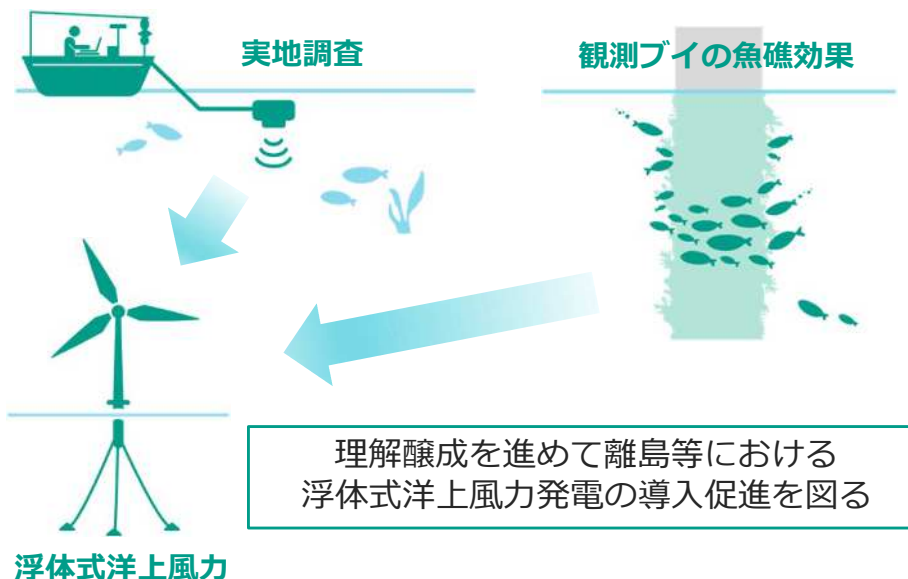 実地調査
観測ブイの魚礁効果
理解醸成を進めて離島等における
浮体式洋上風力発電の導入促進を図る
浮体式洋上風力